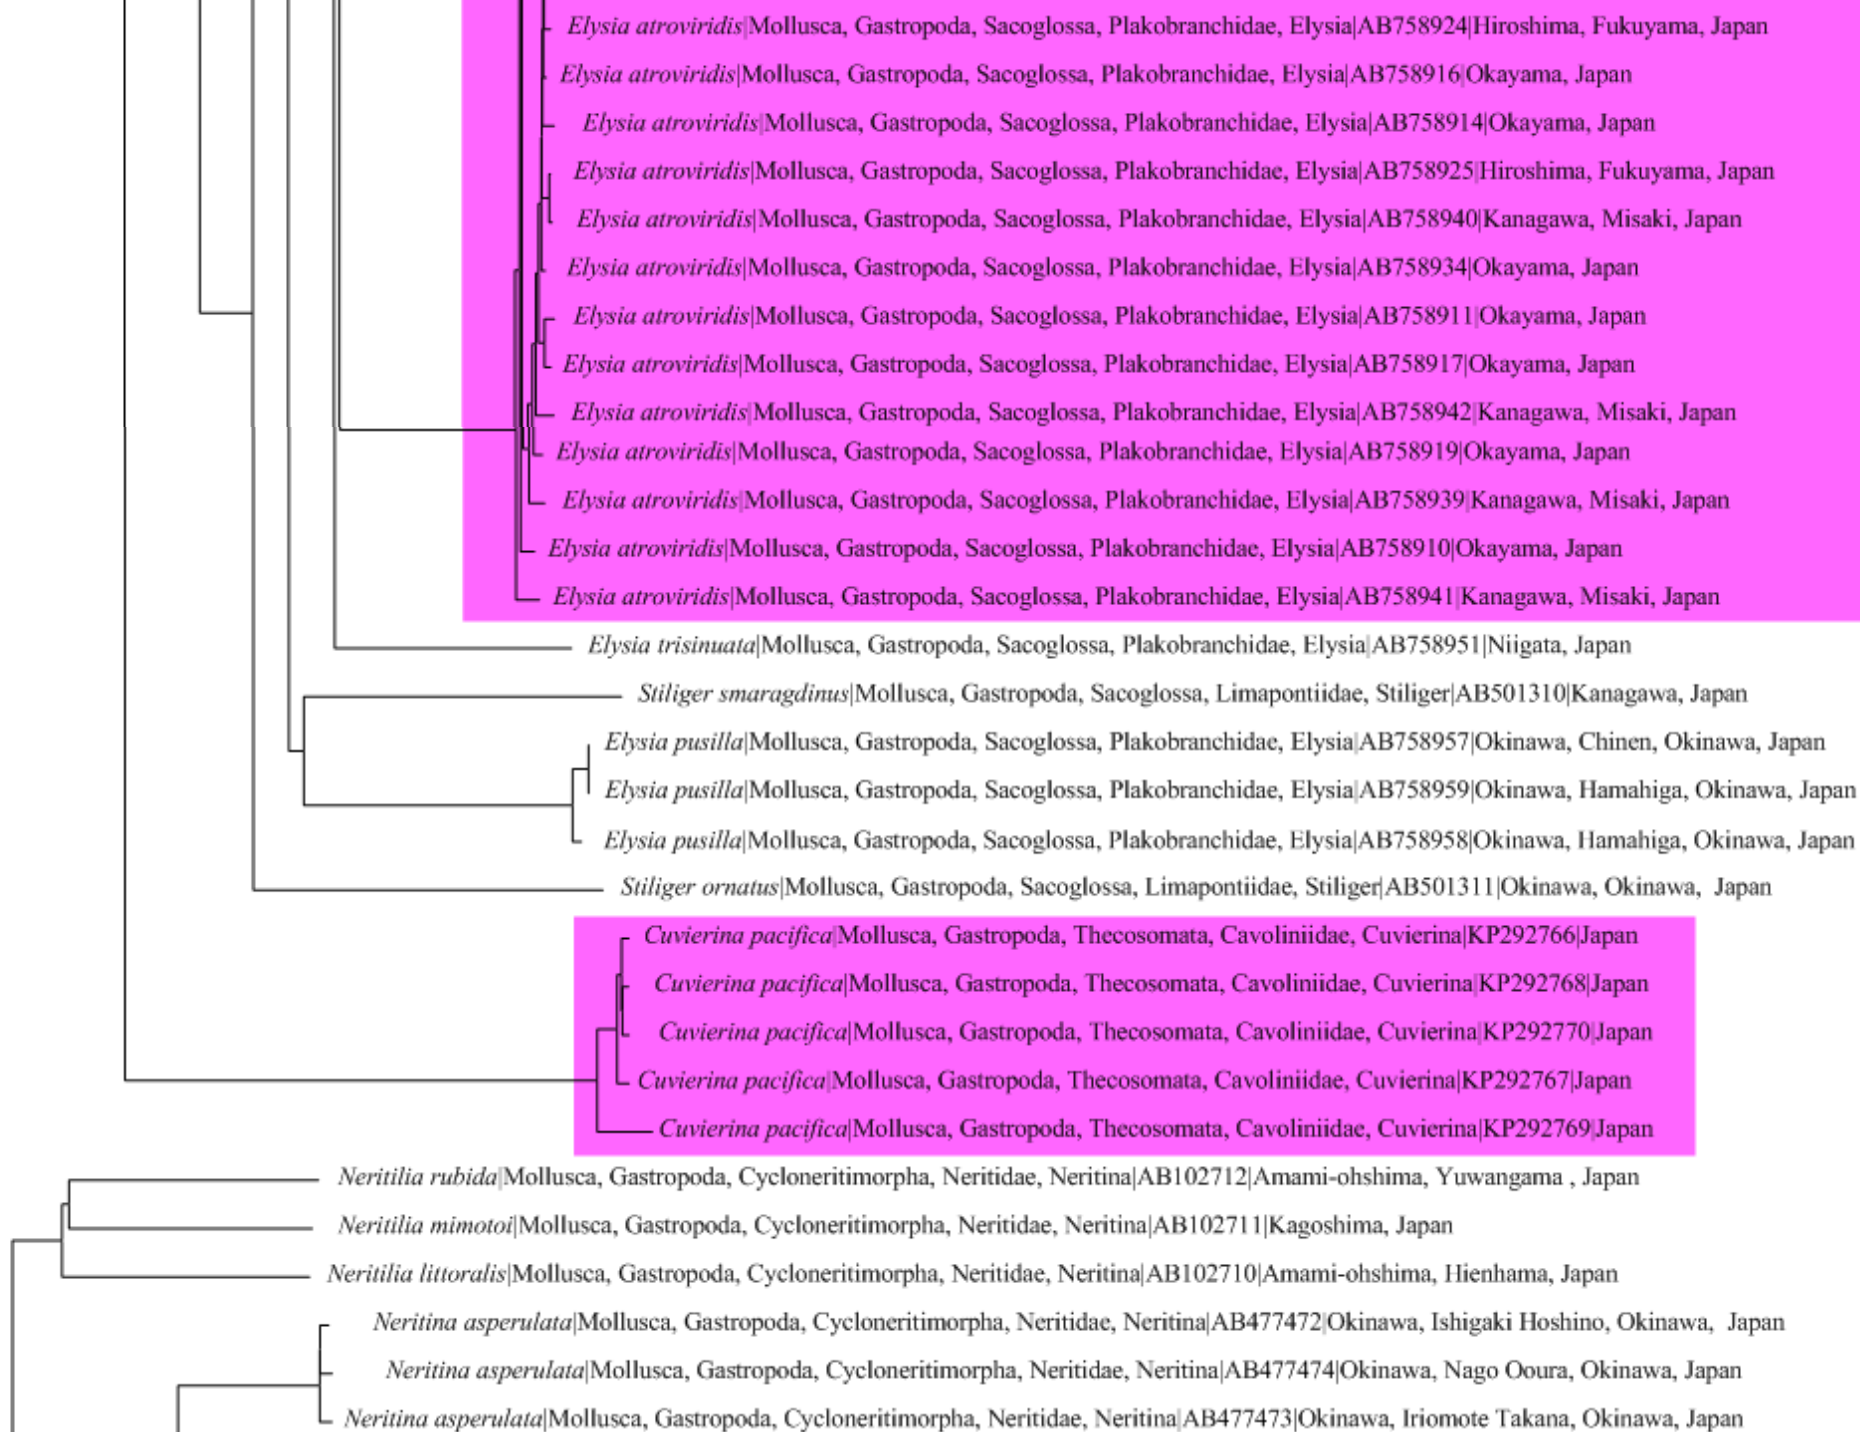 Elysia atroviridis|Mollusca, Gastropoda, Sacoglossa, Plakobranchidae, Elysia|AB758924|Hiroshima, Fukuyama, Japan
Elysia atroviridis|Mollusca, Gastropoda, Sacoglossa, Plakobranchidae, Elysia|AB758916|Okayama, Japan
Elysia atroviridis|Mollusca, Gastropoda, Sacoglossa, Plakobranchidae, Elysia|AB758914|Okayama, Japan
Elysia atroviridis|Mollusca, Gastropoda, Sacoglossa, Plakobranchidae, Elysia|AB758925|Hiroshima, Fukuyama, Japan
Elysia atroviridis|Mollusca, Gastropoda, Sacoglossa, Plakobranchidae, Elysia|AB758940|Kanagawa, Misaki, Japan
Elysia atroviridis|Mollusca, Gastropoda, Sacoglossa, Plakobranchidae, Elysia|AB758934|Okayama, Japan
Elysia atroviridis|Mollusca, Gastropoda, Sacoglossa, Plakobranchidae, Elysia|AB758911|Okayama, Japan
Elysia atroviridis|Mollusca, Gastropoda, Sacoglossa, Plakobranchidae, Elysia|AB758917|Okayama, Japan
Elysia atroviridis|Mollusca, Gastropoda, Sacoglossa, Plakobranchidae, Elysia|AB758942|Kanagawa, Misaki, Japan
Elysia atroviridis|Mollusca, Gastropoda, Sacoglossa, Plakobranchidae, Elysia|AB758919|Okayama, Japan
Elysia atroviridis|Mollusca, Gastropoda, Sacoglossa, Plakobranchidae, Elysia|AB758939|Kanagawa, Misaki, Japan
Elysia atroviridis|Mollusca, Gastropoda, Sacoglossa, Plakobranchidae, Elysia|AB758910|Okayama, Japan
Elysia atroviridis|Mollusca, Gastropoda, Sacoglossa, Plakobranchidae, Elysia|AB758941|Kanagawa, Misaki, Japan
Elysia trisinuata|Mollusca, Gastropoda, Sacoglossa, Plakobranchidae, Elysia|AB758951|Niigata, Japan
Stiliger smaragdinus|Mollusca, Gastropoda, Sacoglossa, Limapontiidae, Stiliger|AB501310|Kanagawa, Japan
Elysia pusilla|Mollusca, Gastropoda, Sacoglossa, Plakobranchidae, Elysia|AB758957|Okinawa, Chinen, Okinawa, Japan
Elysia pusilla|Mollusca, Gastropoda, Sacoglossa, Plakobranchidae, Elysia|AB758959|Okinawa, Hamahiga, Okinawa, Japan
Elysia pusilla|Mollusca, Gastropoda, Sacoglossa, Plakobranchidae, Elysia|AB758958|Okinawa, Hamahiga, Okinawa, Japan
Stiliger ornatus|Mollusca, Gastropoda, Sacoglossa, Limapontiidae, Stiliger|AB501311|Okinawa, Okinawa, Japan
Cuvierina pacifica|Mollusca, Gastropoda, Thecosomata, Cavoliniidae, Cuvierina|KP292766|Japan
Cuvierina pacifica|Mollusca, Gastropoda, Thecosomata, Cavoliniidae, Cuvierina|KP292768|Japan
Cuvierina pacifica|Mollusca, Gastropoda, Thecosomata, Cavoliniidae, Cuvierina|KP292770|Japan
Cuvierina pacifica|Mollusca, Gastropoda, Thecosomata, Cavoliniidae, Cuvierina|KP292767|Japan
Cuvierina pacifica|Mollusca, Gastropoda, Thecosomata, Cavoliniidae, Cuvierina|KP292769|Japan
Neritilia rubida|Mollusca, Gastropoda, Cycloneritimorpha, Neritidae, Neritina|AB102712|Amami-ohshima, Yuwangama , Japan
Neritilia mimotoi|Mollusca, Gastropoda, Cycloneritimorpha, Neritidae, Neritina|AB102711|Kagoshima, Japan
Neritilia littoralis|Mollusca, Gastropoda, Cycloneritimorpha, Neritidae, Neritina|AB102710|Amami-ohshima, Hienhama, Japan
Neritina asperulata|Mollusca, Gastropoda, Cycloneritimorpha, Neritidae, Neritina|AB477472|Okinawa, Ishigaki Hoshino, Okinawa, Japan
Neritina asperulata|Mollusca, Gastropoda, Cycloneritimorpha, Neritidae, Neritina|AB477474|Okinawa, Nago Ooura, Okinawa, Japan
Neritina asperulata|Mollusca, Gastropoda, Cycloneritimorpha, Neritidae, Neritina|AB477473|Okinawa, Iriomote Takana, Okinawa, Japan